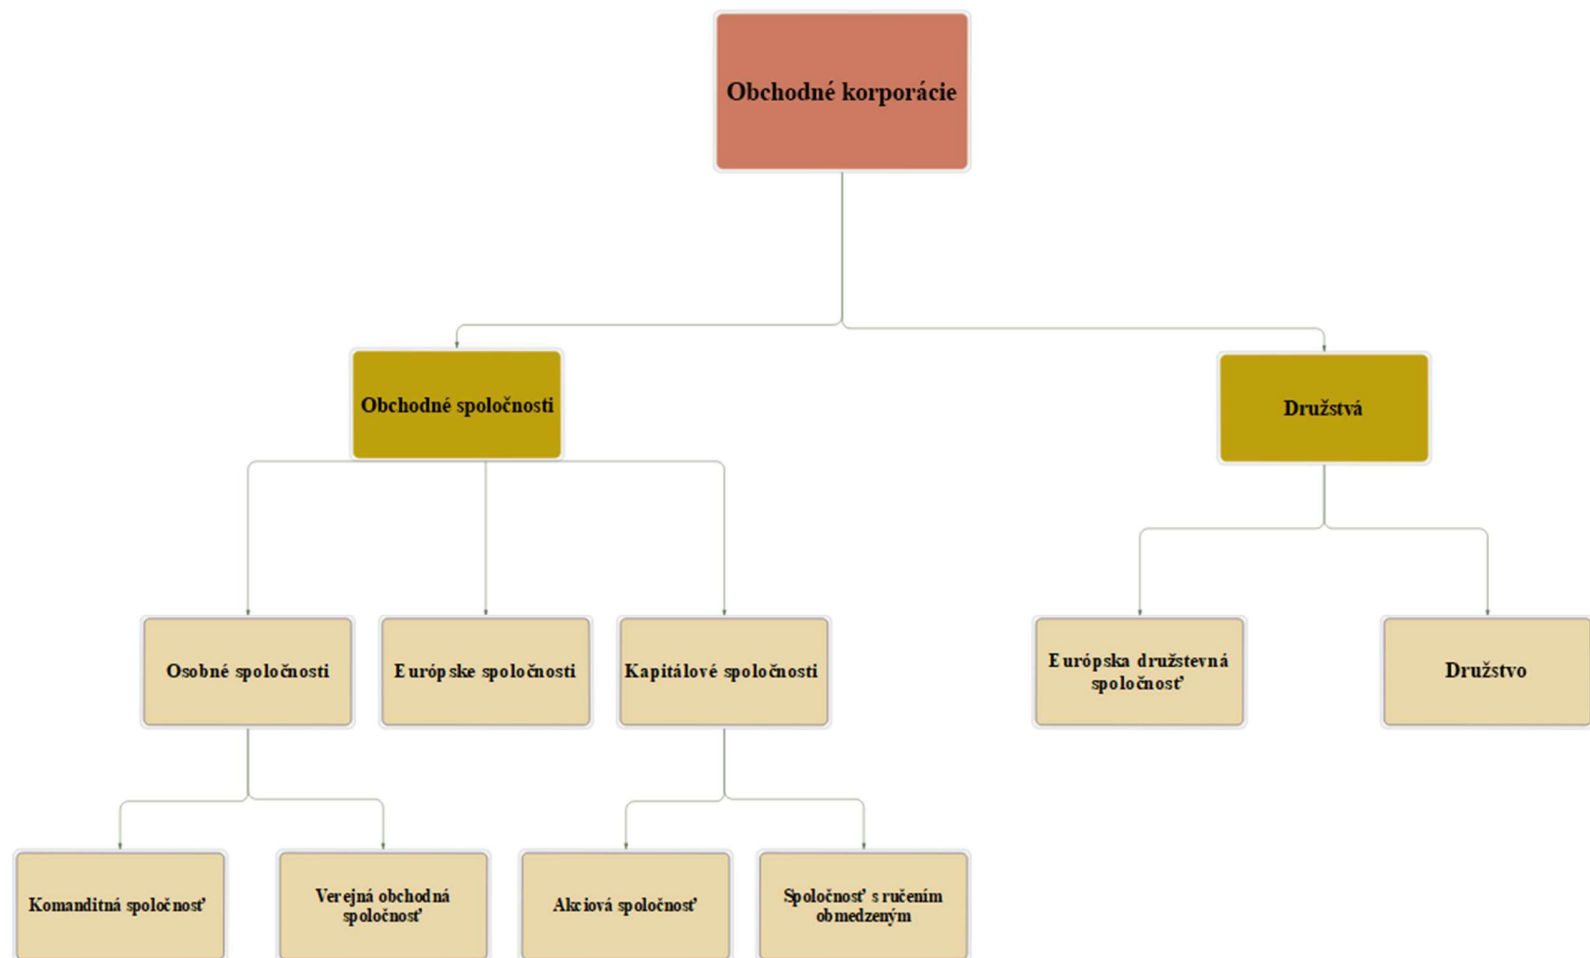 Obchodné korporácie
Obchodné spoločnosti
Družstvá
Osobné spoločnosti
Európske spoločnosti
Kapitálové spoločnosti
Európska družstevná
spoločnosť
Družstvo
Komanditná spoločnosť
Verejná obchodná
spoločnosť
Akciová spoločnosť
Spoločnosť s ručením
obmedzeným